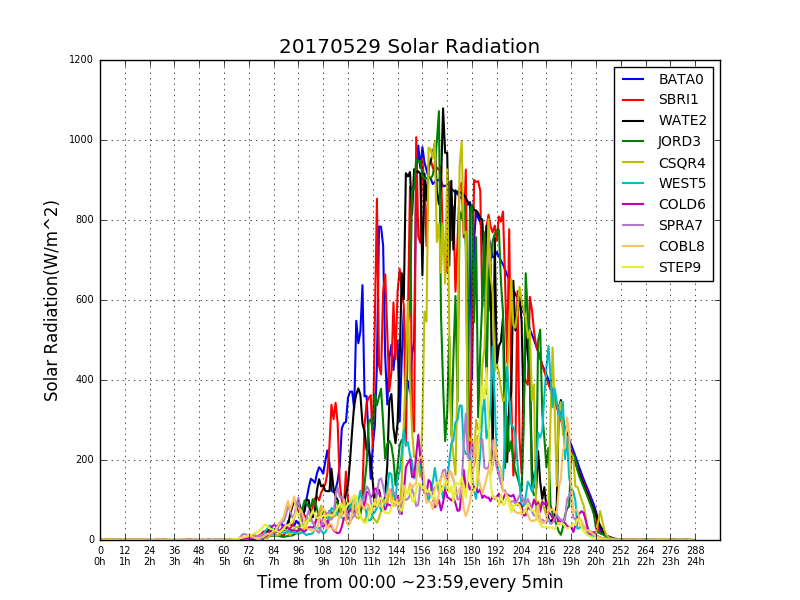 20170529 Solar Radiation
1200
1000
800
600
400
200
0
Solar Radiation(W/m^2)
BATA0
SBRI1
WATE2
JORD3
CSQR4
WEST5
COLD6
SPRA7
COBL8
STEP9
0 12 24 36 48 60 72 84 96 108 120 132 144 156 168 180 192 204 216 228 240 252 264 276 288
0h 1h 2h 3h 4h 5h 6h 7h 8h 9h 10h 11h 12h 13h 14h 15h 16h 17h 18h 19h 20h 21h 22h 23h 24h
Time from 00:00 ~23:59,every 5min